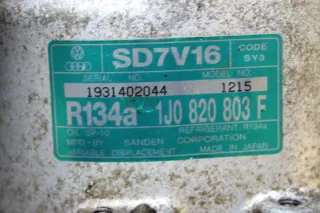 SD7V16 CODE
SY3
SERIAL NO. MODEL NO.
1931402044 1215
R134a 1J0 820 803 F
OIL SP-10 REFRIGERANT, R134a
MFD.BY SANDEN CORPORATION
VARIABLE DISPLACEMENT MADE IN JAPAN